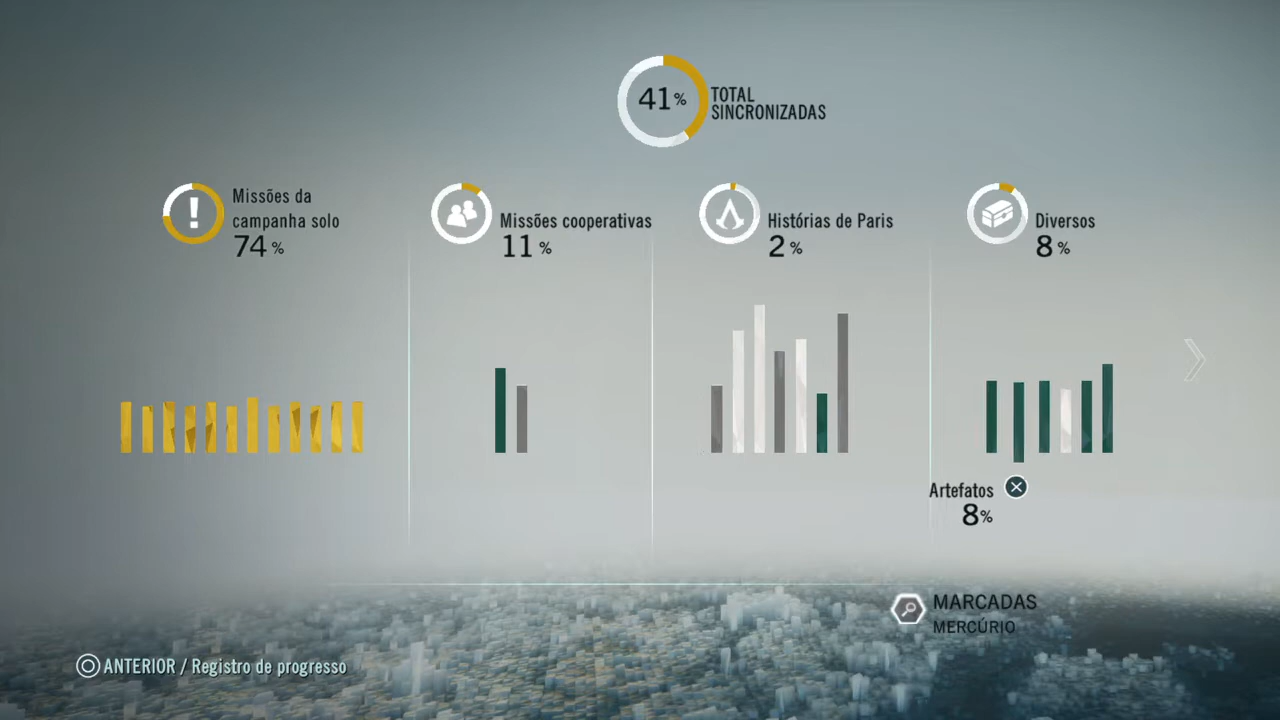 41%
TOTAL
SINCRONIZADAS
Missões da
campanha solo
74 %
Missões cooperativas
11 %
Histórias de Paris
2 %
Diversos
8 %
Artefatos
8%
MARCADAS
MERCÚRIO
ANTERIOR / Registro de progresso